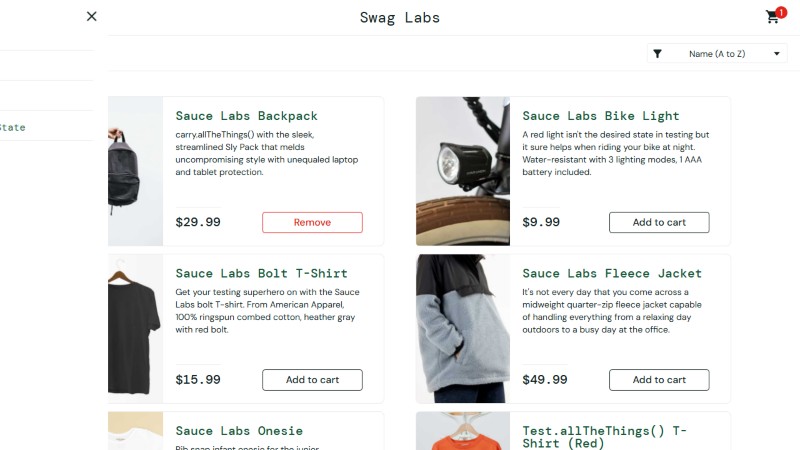 Swag Labs
1
Name (A to Z)
State
Sauce Labs Backpack
carry.allTheThings() with the sleek,
streamlined Sly Pack that melds
uncompromising style with unequaled laptop
and tablet protection.
$29.99
Remove
Sauce Labs Bike Light
A red light isn't the desired state in testing but
it sure helps when riding your bike at night.
Water-resistant with 3 lighting modes, 1 AAA
battery included.
$9.99
Add to cart
Sauce Labs Bolt T-Shirt
Get your testing superhero on with the Sauce
Labs bolt T-shirt. From American Apparel,
100% ringspun combed cotton, heather gray
with red bolt.
$15.99
Add to cart
Sauce Labs Fleece Jacket
It's not every day that you come across a
midweight quarter-zip fleece jacket capable
of handling everything from a relaxing day
outdoors to a busy day at the office.
$49.99
Add to cart
Sauce Labs Onesie
Rib snap infant onesie for the junior
Test.allTheThings() T-
Shirt (Red)